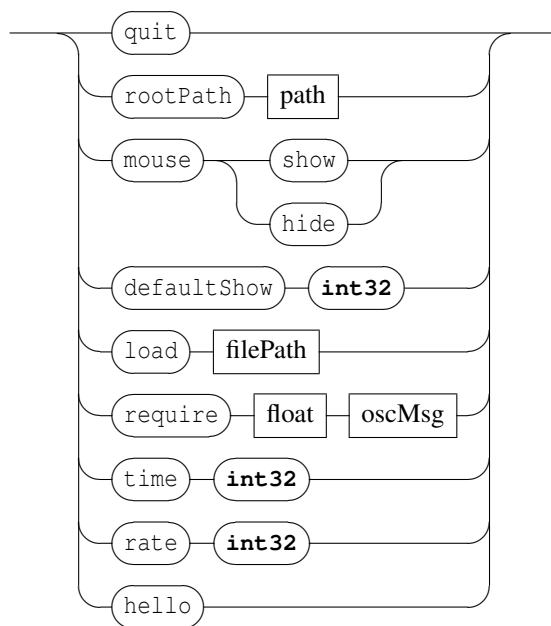 quit
rootPath path
mouse show
hide
defaultShow int32
load filePath
require float oscMsg
time int32
rate int32
hello